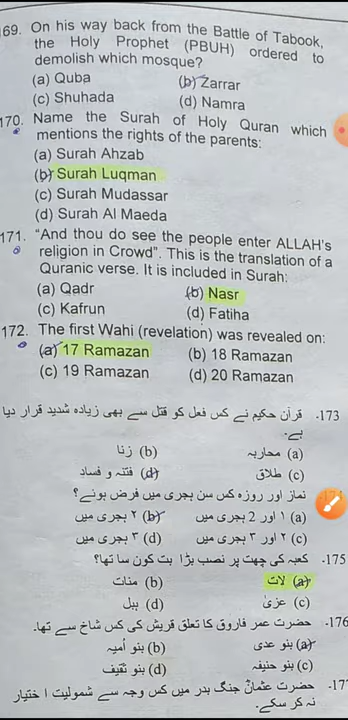 69. On his way back from the Battle of Tabook,
the Holy Prophet (PBUH) ordered to
demolish which mosque?
(a) Quba (b) Zarrar
(c) Shuhada (d) Namra
170. Name the Surah of Holy Quran which
mentions the rights of the parents:
(a) Surah Ahzab
(b) Surah Luqman
(c) Surah Mudassar
(d) Surah Al Maeda
171. “And thou do see the people enter ALLAH's
religion in Crowd”. This is the translation of a
Quranic verse. It is included in Surah:
(a) Qadr (b) Nasr
(c) Kafrun (d) Fatiha
172. The first Wahi (revelation) was revealed on:
(a) 17 Ramazan (b) 18 Ramazan
(c) 19 Ramazan (d) 20 Ramazan
173- قرآن حکیم نے کس فعل کو قتل سے بھی زیادہ شدید قرار دیا
ہے۔
(a) محاربہ (b) زنا
(c) طلاق (d) فتنہ و فساد
نماز اور روزہ کس سن ہجری میں فرض ہوئے؟
(a) ۱ اور 2 ہجری میں (b) ۲ ہجری میں
(c) ۲ اور ۳ ہجری میں (d) ۳ ہجری میں
175- کعبہ کی چھت پر نصب بڑا بت کون سا تھا؟
(a) لات (b) منات
(c) عزیٰ (d) ہبل
176- حضرت عمر فاروق کا تعلق قریش کی کس شاخ سے تھا۔
(a) بنو عدی (b) بنو اُمیہ
(c) بنو حنیفہ (d) بنو ثقیف
17- حضرت عثمانؓ جنگ بدر میں کس وجہ سے شمولیت ا ختیار
نہ کر سکے۔